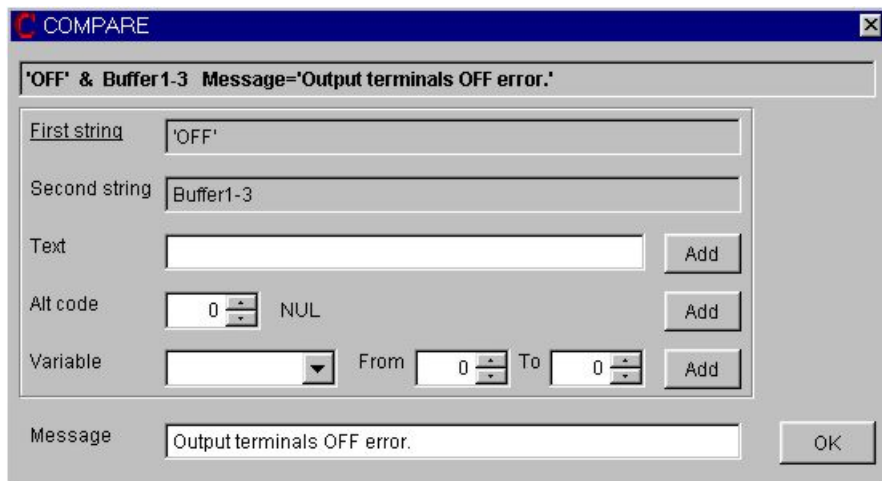 C COMPARE
'OFF' & Buffer1-3 Message='Output terminals OFF error.'
First string 'OFF'
Second string Buffer1-3
Text Add
Alt code 0 NUL Add
Variable From 0 To 0 Add
Message Output terminals OFF error. OK